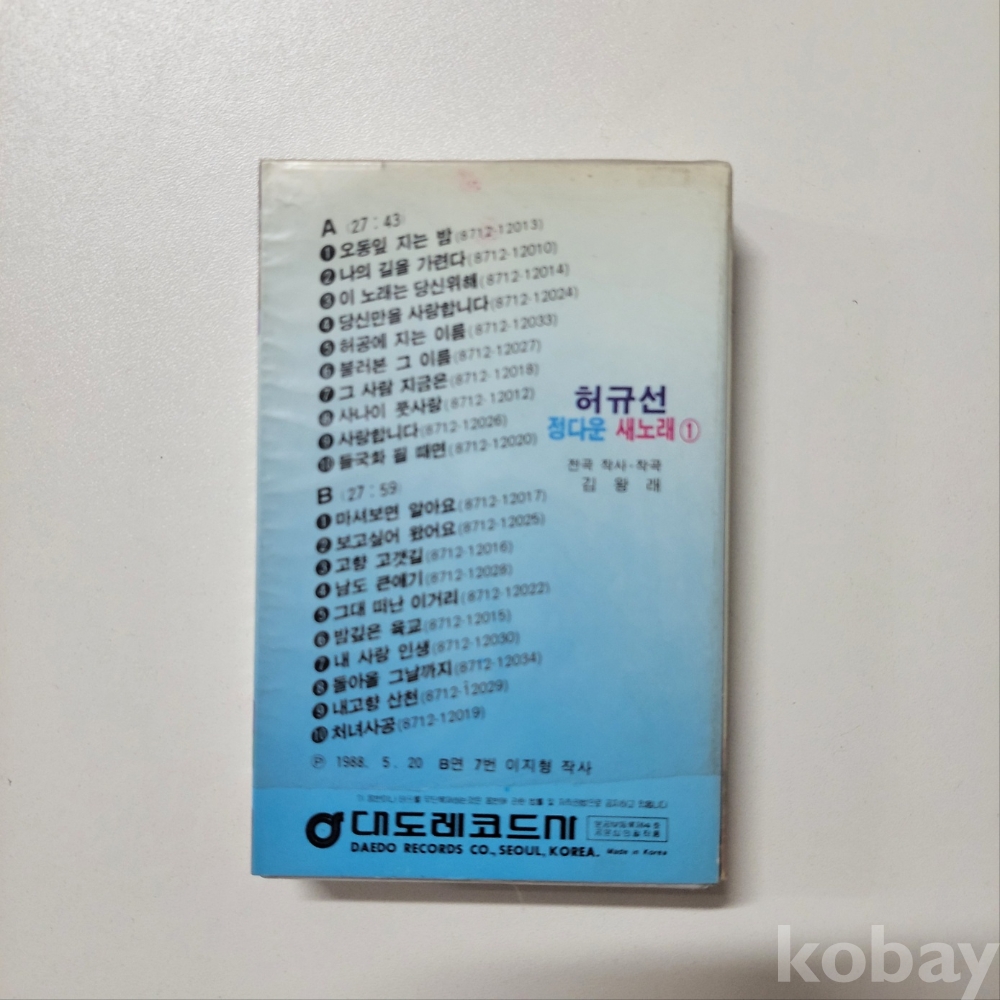 A (27:43)
❶오동잎 지는 밤(8712-12013)
❷나의 길을 가련다(8712-12010)
❸이 노래는 당신위해(8712-12014)
❹당신만을 사랑합니다(8712-12024)
❺허공에 지는 이름(8712-12033)
❻불러본 그 이름(8712-12027)
❼그 사람 지금은(8712-12018)
❽사나이 풋사랑(8712-12012)
❾사랑합니다(8712-12026)
❿들국화 필 때면(8712-12020)
허규선
정다운 새노래①
전곡 작사·작곡
김왕래
B (27:59)
❶마셔보면 알아요(8712-12017)
❷보고싶어 왔어요(8712-12025)
❸고향 고갯길(8712-12016)
❹남도 큰애기(8712-12028)
❺그대 떠난 이거리(8712-12022)
❻밤깊은 육교(8712-12015)
❼내 사랑 인생(8712-12030)
❽돌아올 그날까지(8712-12034)
❾내고향 산천(8712-12029)
❿처녀사공(8712-12019)
Ⓟ 1988. 5. 20 B면 7번 이지형 작사
대도레코드사
DAEDO RECORDS CO., SEOUL, KOREA. Made in Korea
kobay